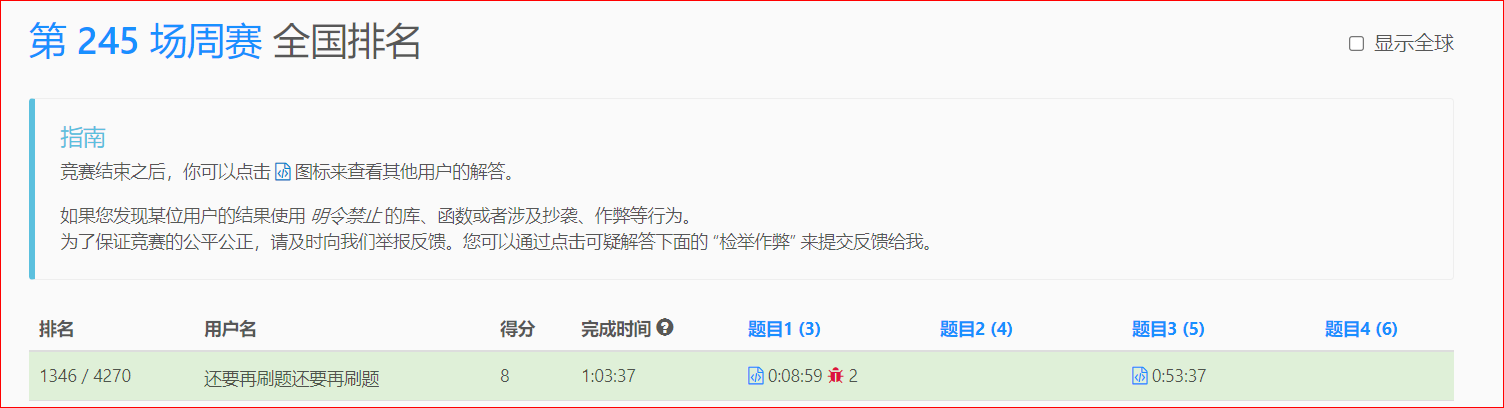 第 245 场周赛 全国排名
显示全球
指南
竞赛结束之后，你可以点击 图标来查看其他用户的解答。
如果您发现某位用户的结果使用 明令禁止 的库、函数或者涉及抄袭、作弊等行为。
为了保证竞赛的公平公正，请及时向我们举报反馈。您可以通过点击可疑解答下面的 “检举作弊” 来提交反馈给我。
排名 用户名 得分 完成时间 题目1 (3) 题目2 (4) 题目3 (5) 题目4 (6)
1346 / 4270 还要再刷题还要再刷题 8 1:03:37 0:08:59 2 0:53:37